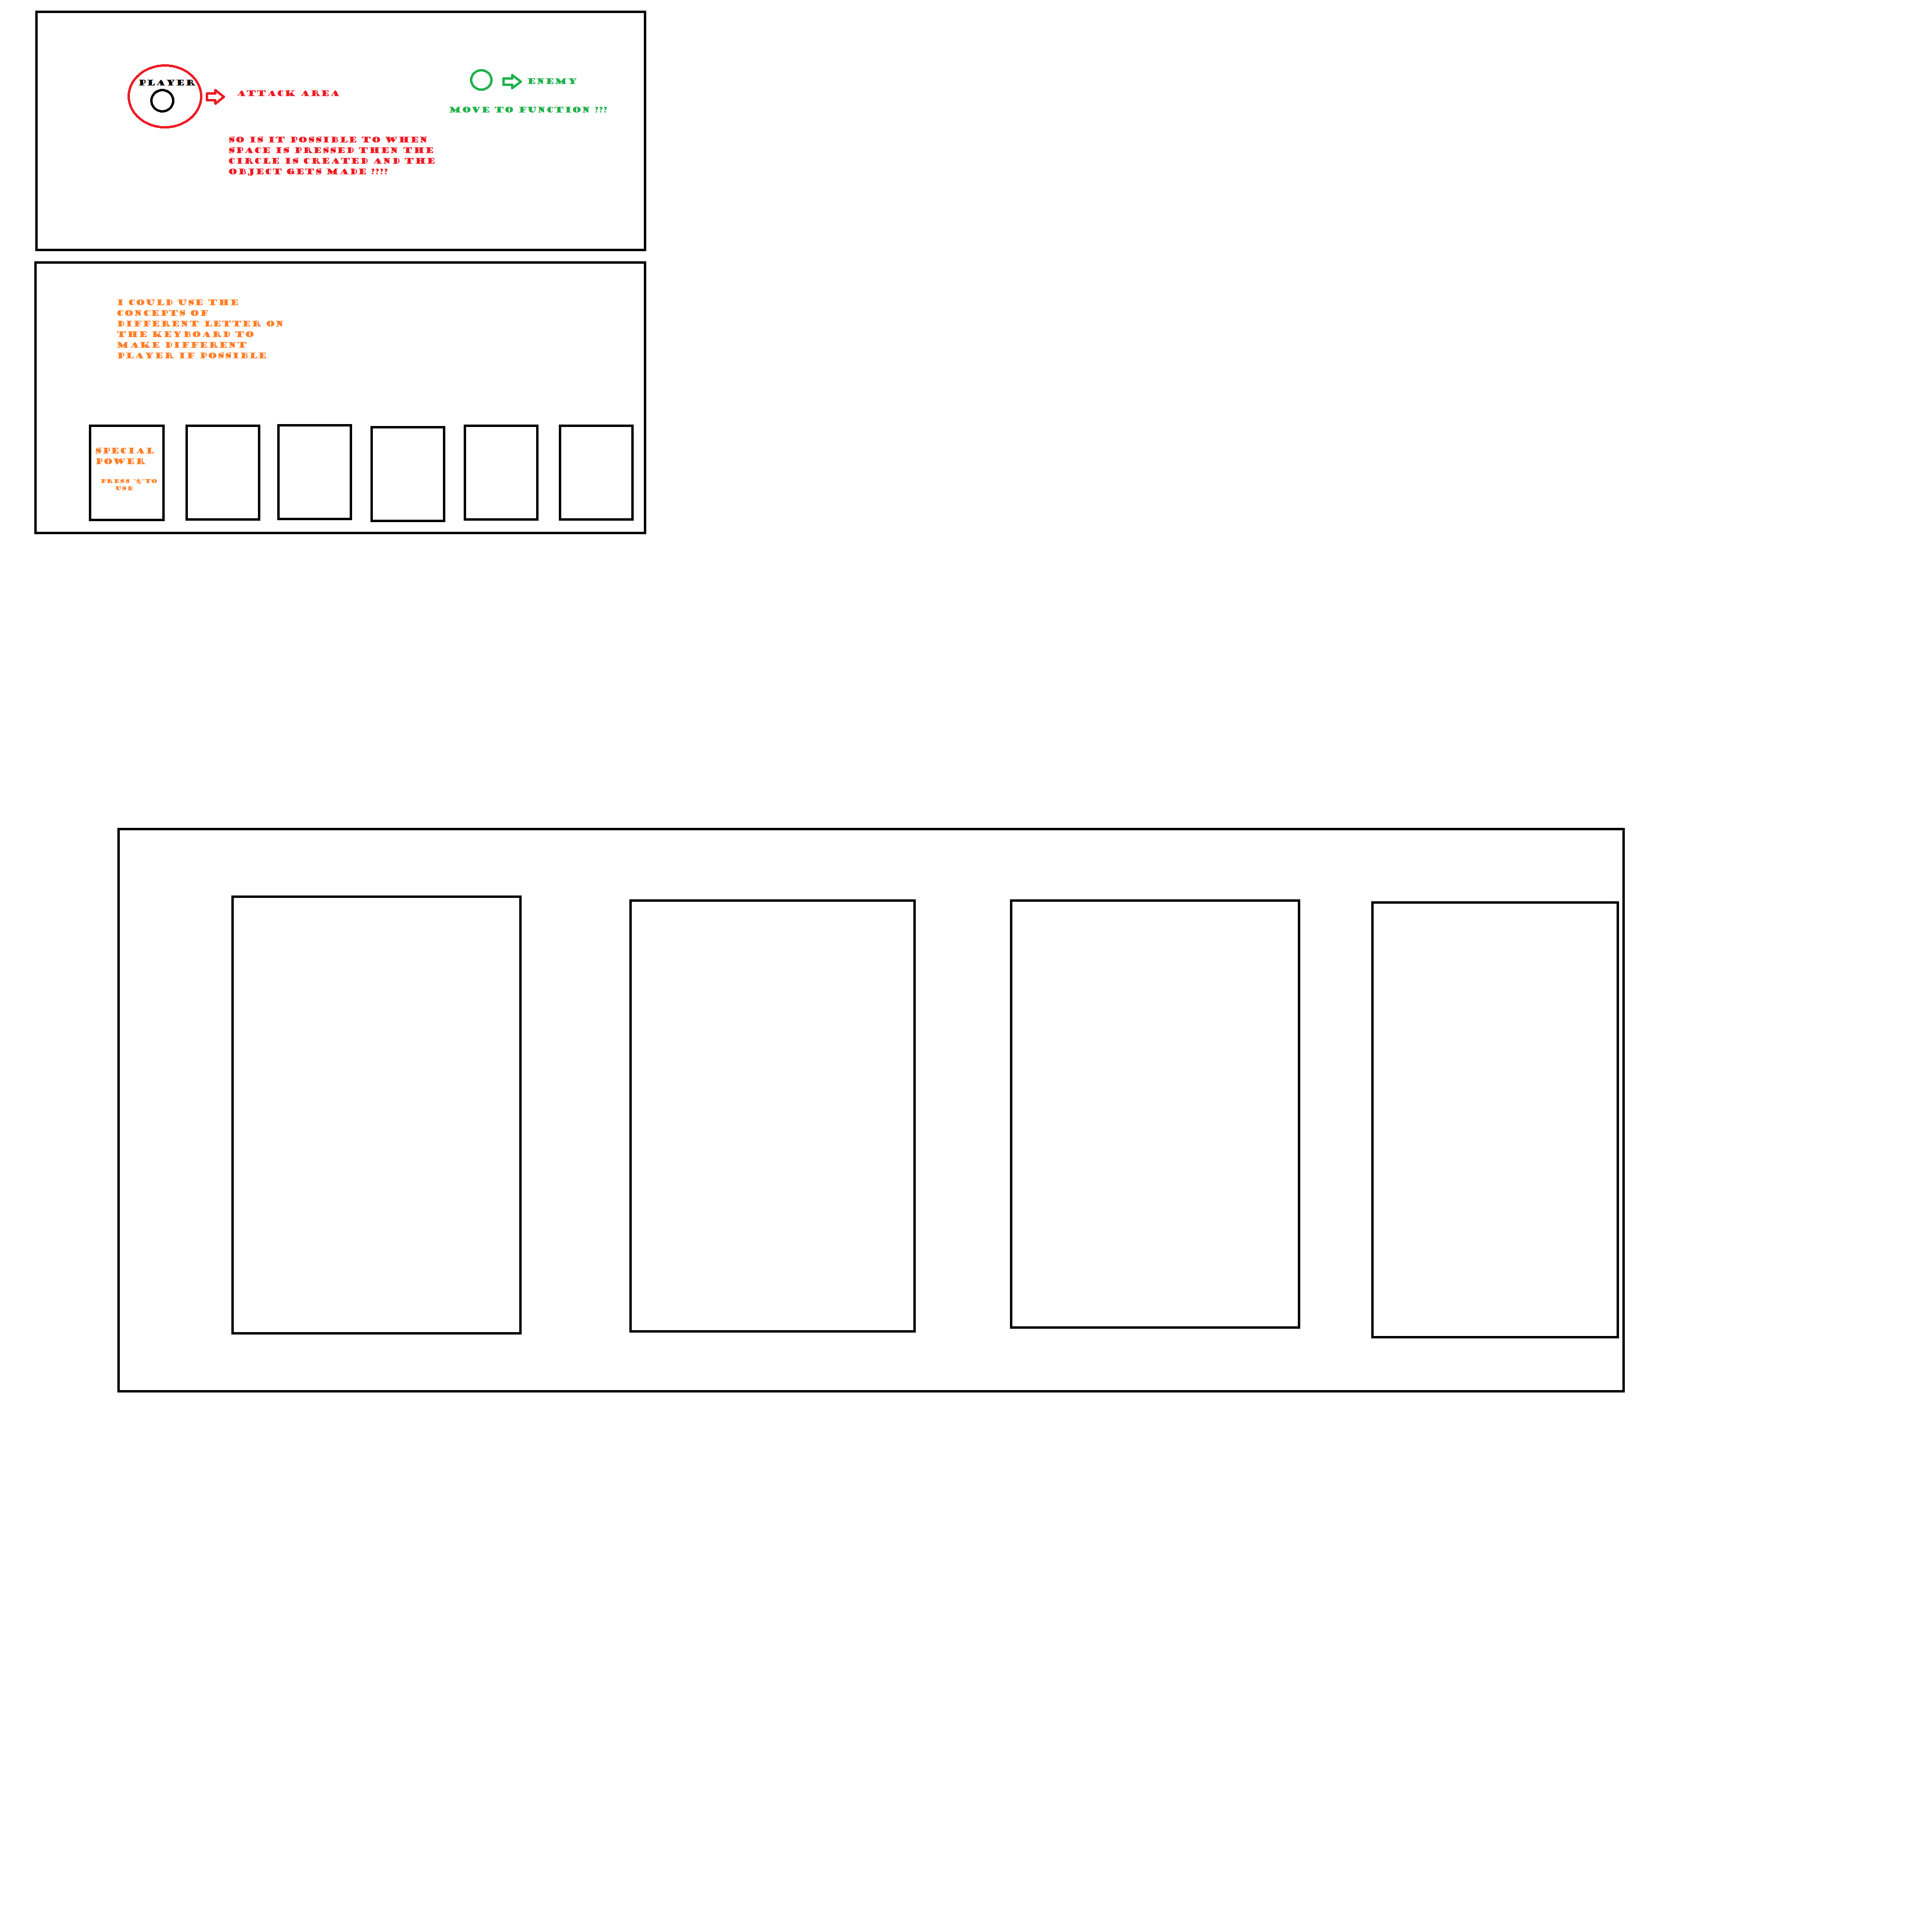 PLAYER
ATTACK AREA
ENEMY
MOVE TO FUNCTION ???
SO IS IT POSSIBLE TO WHEN
SPACE IS PRESSED THEN THE
CIRCLE IS CREATED AND THE
OBJECT GETS MADE ????
I COULD USE THE
CONCEPTS OF
DIFFERENT LETTER ON
THE KEYBOARD TO
MAKE DIFFERENT
PLAYER IF POSSIBLE
SPECIAL
POWER
PRESS TO
USE